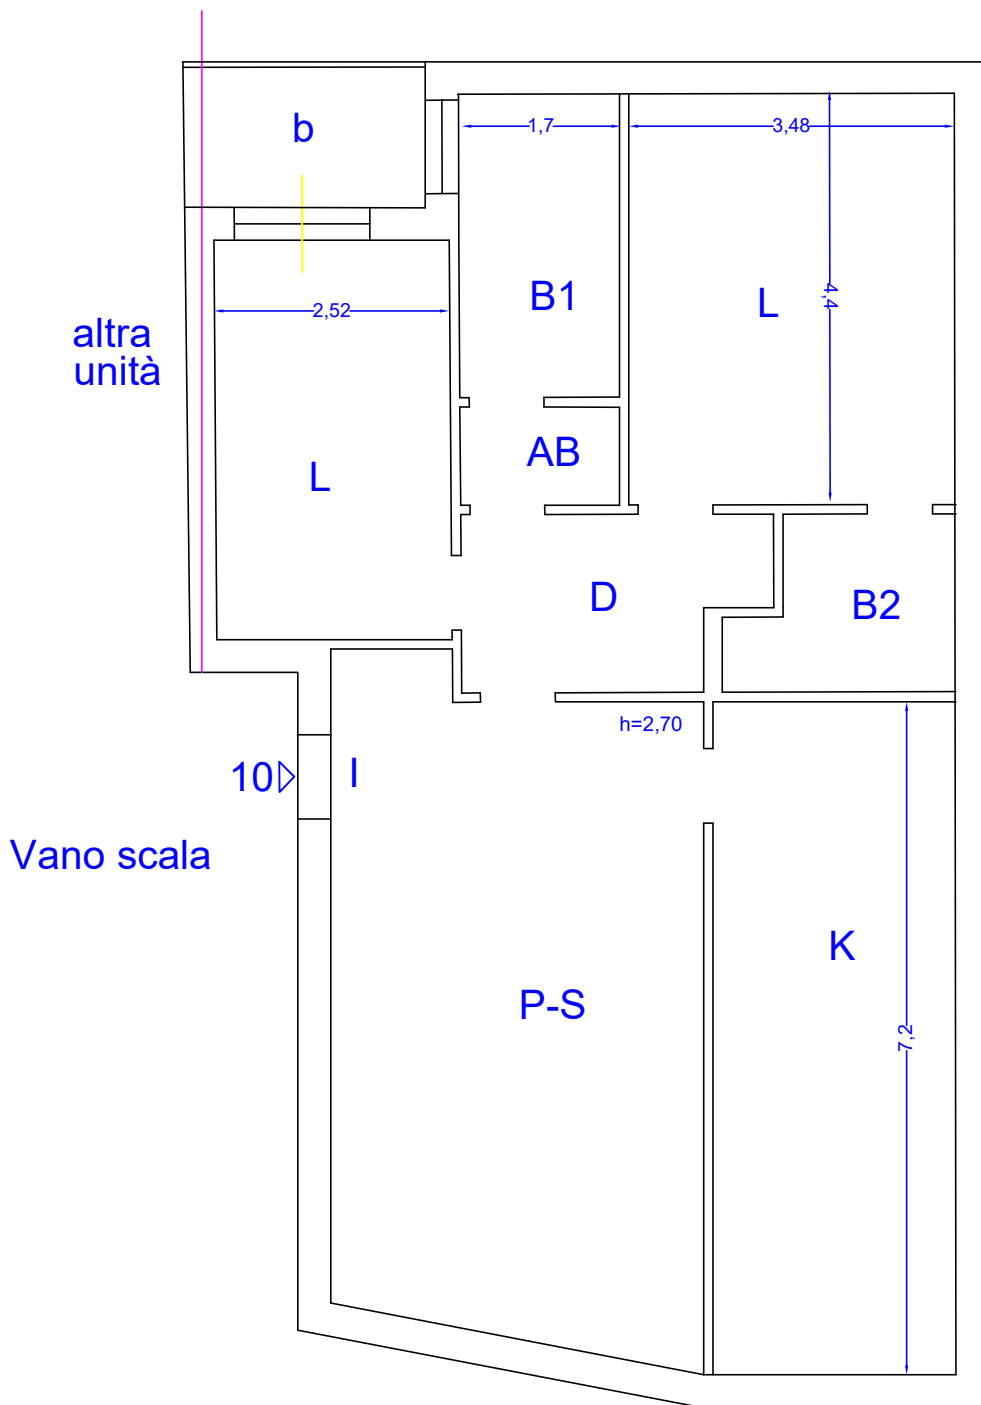 b
1,7
3,48
4,4
B1
L
2,52
altra
unità
AB
L
D
B2
h=2,70
10
I
Vano scala
K
P-S
7,2